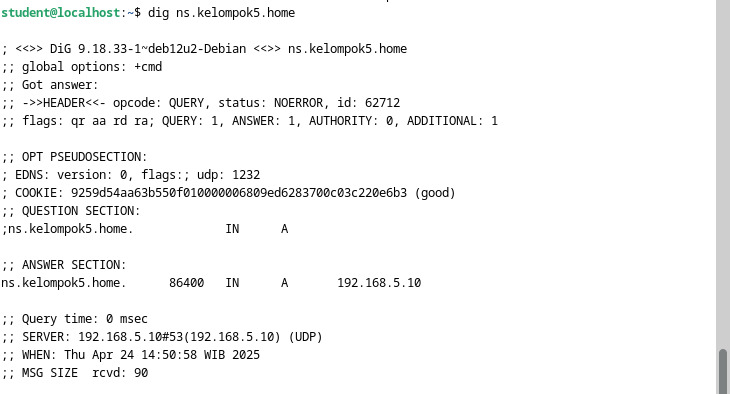 student@localhost:~$ dig ns.kelompok5.home
; <<>> DiG 9.18.33-1~deb12u2-Debian <<>> ns.kelompok5.home
;; global options: +cmd
;; Got answer:
;; ->>HEADER<<- opcode: QUERY, status: NOERROR, id: 62712
;; flags: qr aa rd ra; QUERY: 1, ANSWER: 1, AUTHORITY: 0, ADDITIONAL: 1
;; OPT PSEUDOSECTION:
; EDNS: version: 0, flags:; udp: 1232
; COOKIE: 9259d54aa63b550f010000006809ed6283700c03c220e6b3 (good)
;; QUESTION SECTION:
;ns.kelompok5.home. IN A
;; ANSWER SECTION:
ns.kelompok5.home. 86400 IN A 192.168.5.10
;; Query time: 0 msec
;; SERVER: 192.168.5.10#53(192.168.5.10) (UDP)
;; WHEN: Thu Apr 24 14:50:58 WIB 2025
;; MSG SIZE rcvd: 90